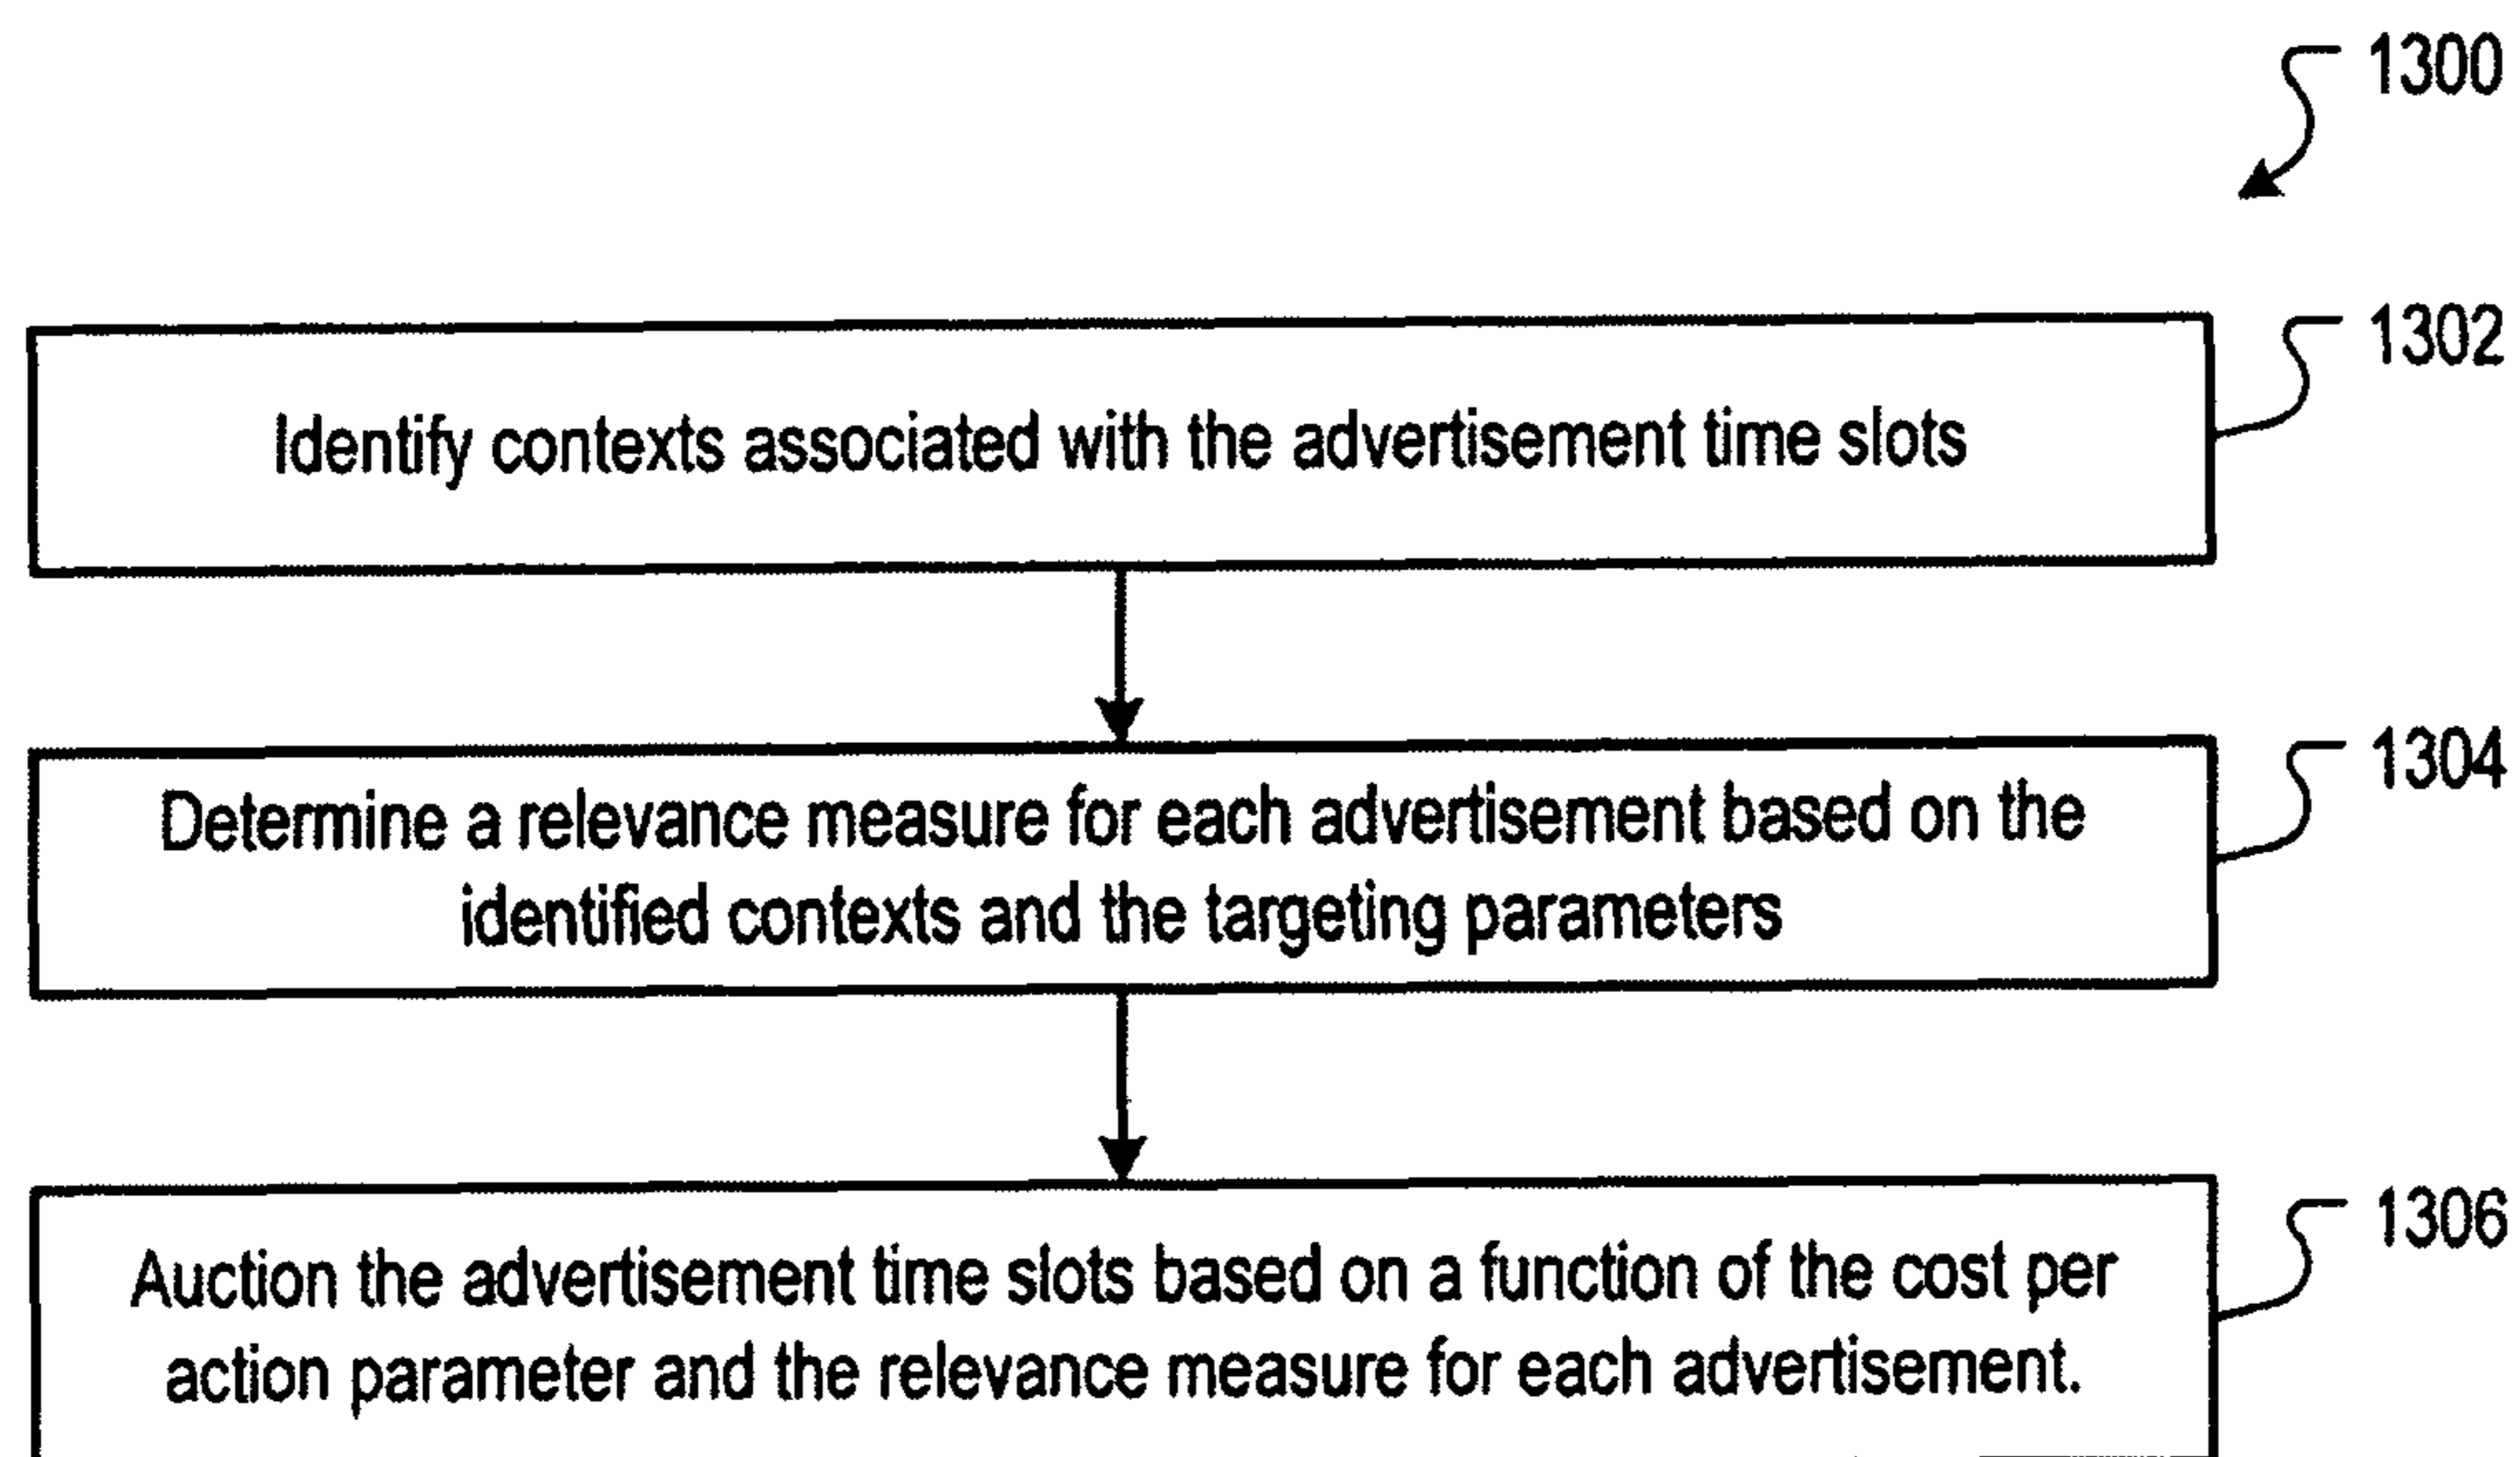 1300
1302
Identify contexts associated with the advertisement time slots
1304
Determine a relevance measure for each advertisement based on the
identified contexts and the targeting parameters
1306
Auction the advertisement time slots based on a function of the cost per
action parameter and the relevance measure for each advertisement.